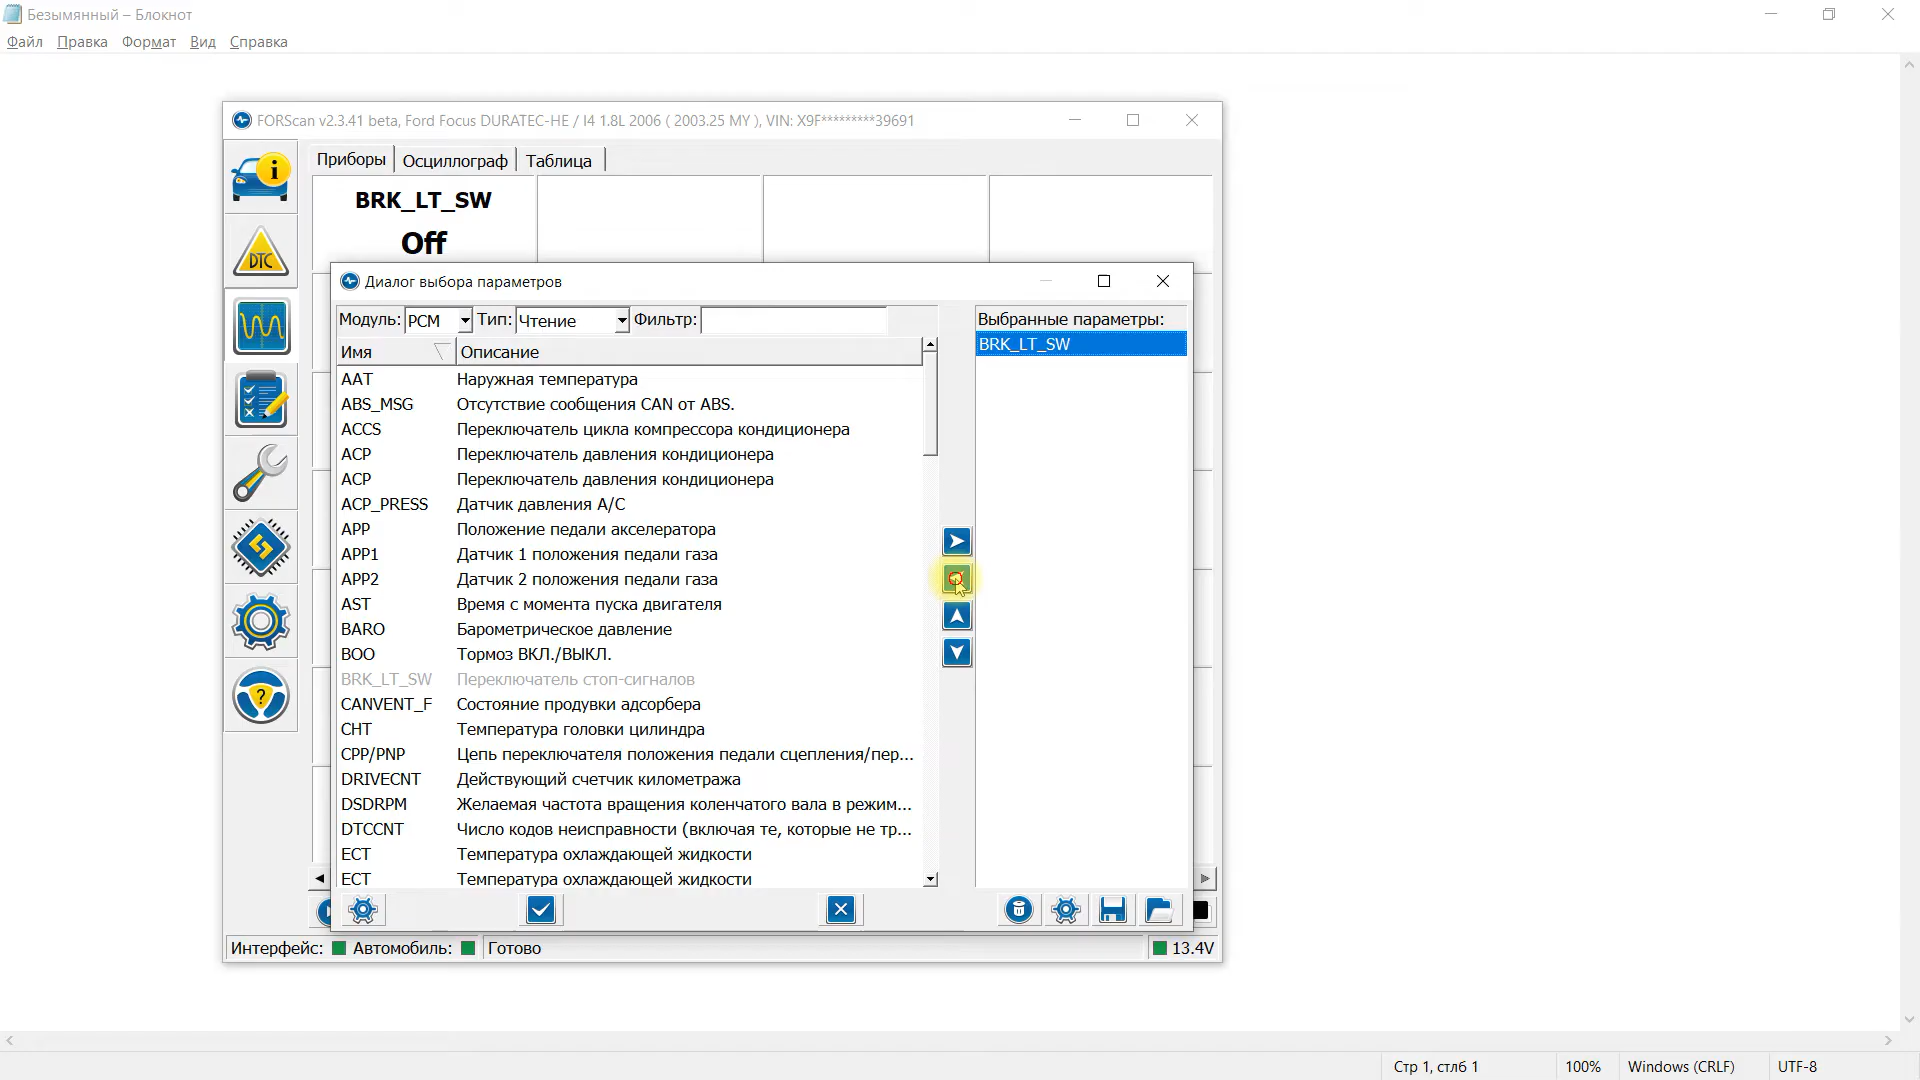 Безымянный – Блокнот
Файл Правка Формат Вид Справка
FORScan v2.3.41 beta, Ford Focus DURATEC-HE / I4 1.8L 2006 ( 2003.25 MY ), VIN: X9F*********39691
Приборы Осциллограф Таблица
BRK_LT_SW
Off
DTC
Диалог выбора параметров
Модуль: PCM Тип: Чтение Фильтр:
Выбранные параметры:
BRK_LT_SW
Имя Описание
AAT Наружная температура
ABS_MSG Отсутствие сообщения CAN от ABS.
ACCS Переключатель цикла компрессора кондиционера
ACP Переключатель давления кондиционера
ACP Переключатель давления кондиционера
ACP_PRESS Датчик давления A/C
APP Положение педали акселератора
APP1 Датчик 1 положения педали газа
APP2 Датчик 2 положения педали газа
AST Время с момента пуска двигателя
BARO Барометрическое давление
BOO Тормоз ВКЛ./ВЫКЛ.
BRK_LT_SW Переключатель стоп-сигналов
CANVENT_F Состояние продувки адсорбера
CHT Температура головки цилиндра
CPP/PNP Цепь переключателя положения педали сцепления/пер...
DRIVECNT Действующий счетчик километража
DSDRPM Желаемая частота вращения коленчатого вала в режим...
DTCCNT Число кодов неисправности (включая те, которые не тр...
ECT Температура охлаждающей жидкости
ECT Температура охлаждающей жидкости
Интерфейс: Автомобиль: Готово 13.4V
Стр 1, стлб 1 100% Windows (CRLF) UTF-8